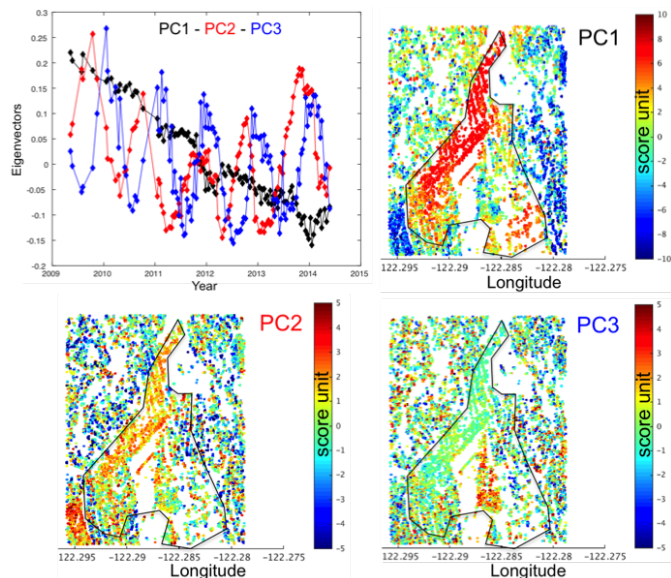 PC1 - PC2 - PC3
0.3
0.25
0.2
0.15
0.1
0.05
0
-0.05
-0.1
-0.15
-0.2
Eigenvectors
2009 2010 2011 2012 2013 2014 2015
Year
PC1
score unit
10
8
6
4
2
0
-2
-4
-6
-8
-10
-122.295 -122.29 -122.285 -122.28 -122.275
Longitude
PC2
score unit
5
4
3
2
1
0
-1
-2
-3
-4
-5
-122.295 -122.29 -122.285 -122.28 -122.275
Longitude
PC3
score unit
5
4
3
2
1
0
-1
-2
-3
-4
-5
-122.295 -122.29 -122.285 -122.28 -122.275
Longitude